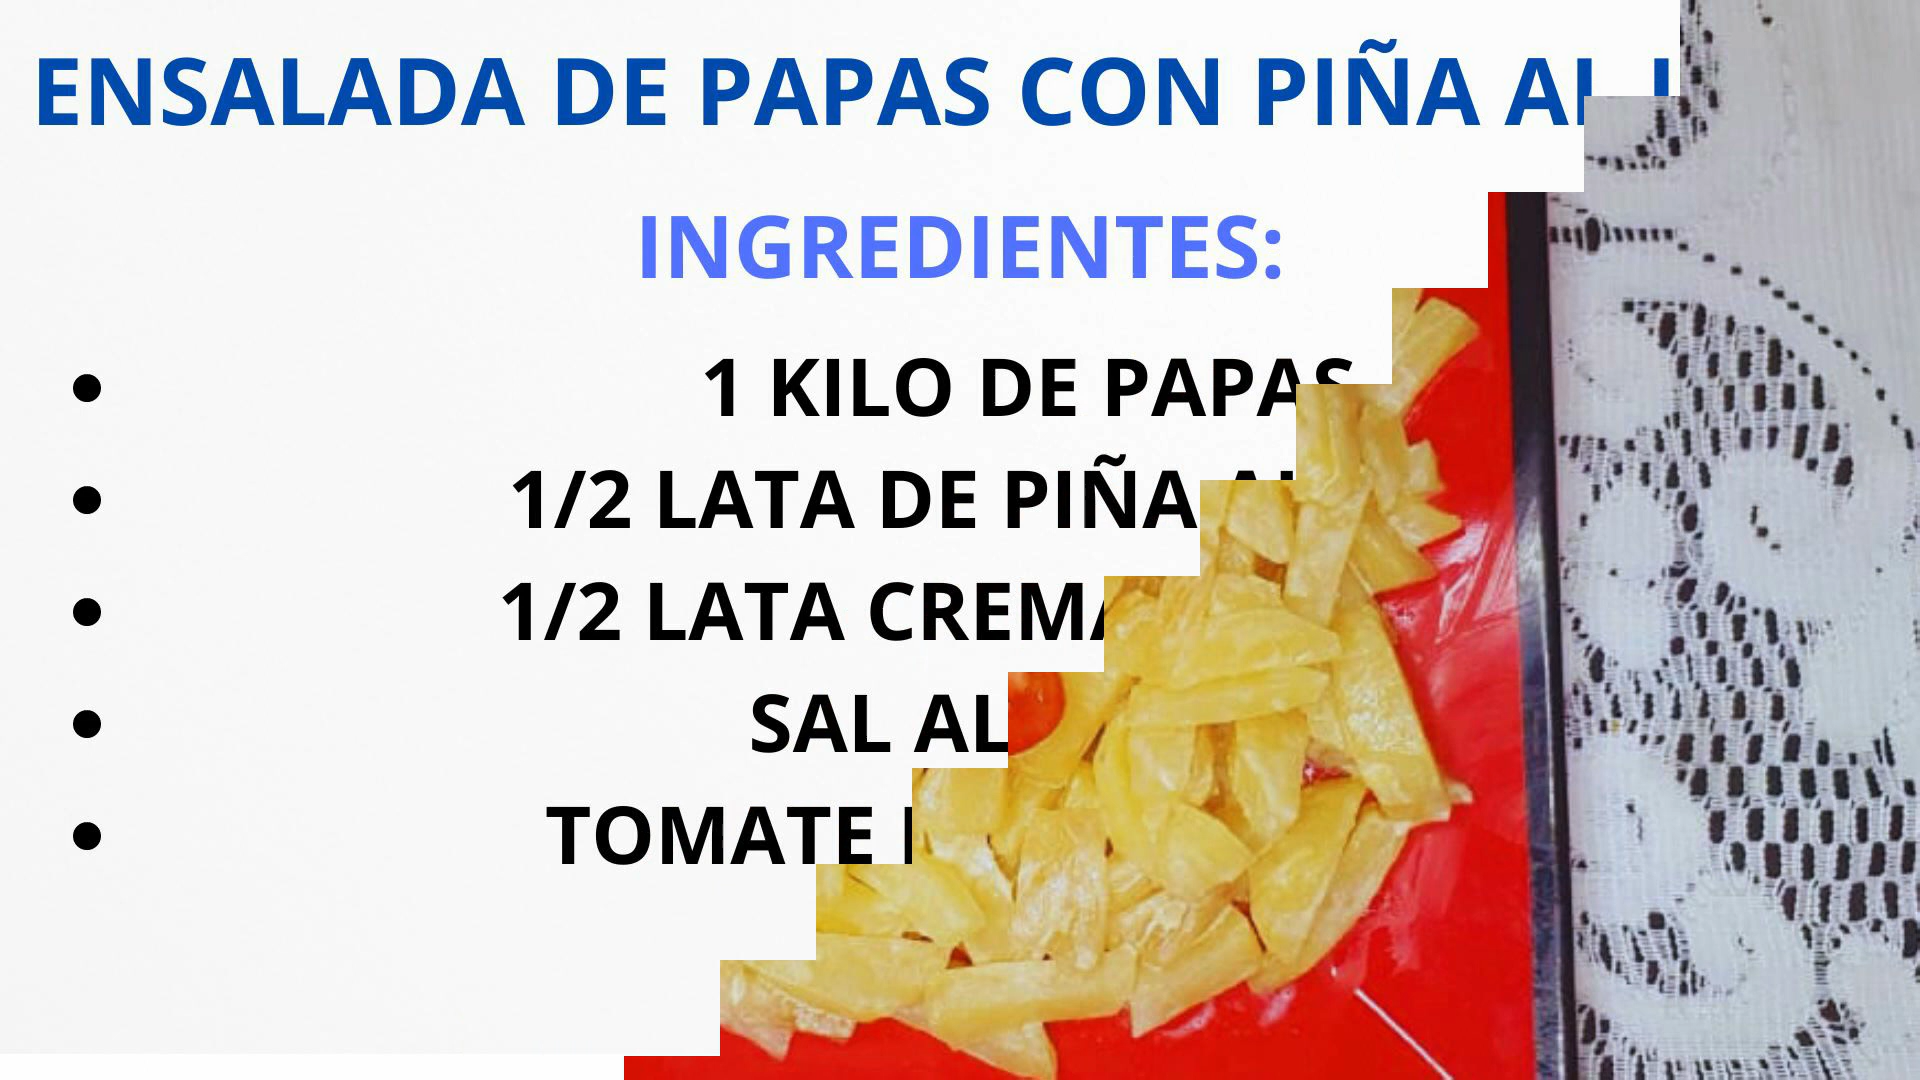 ENSALADA DE PAPAS CON PIÑA AL
INGREDIENTES:
• 1 KILO DE PAPAS
• 1/2 LATA DE PIÑA
• 1/2 LATA CREMA
• SAL AL
• TOMATE